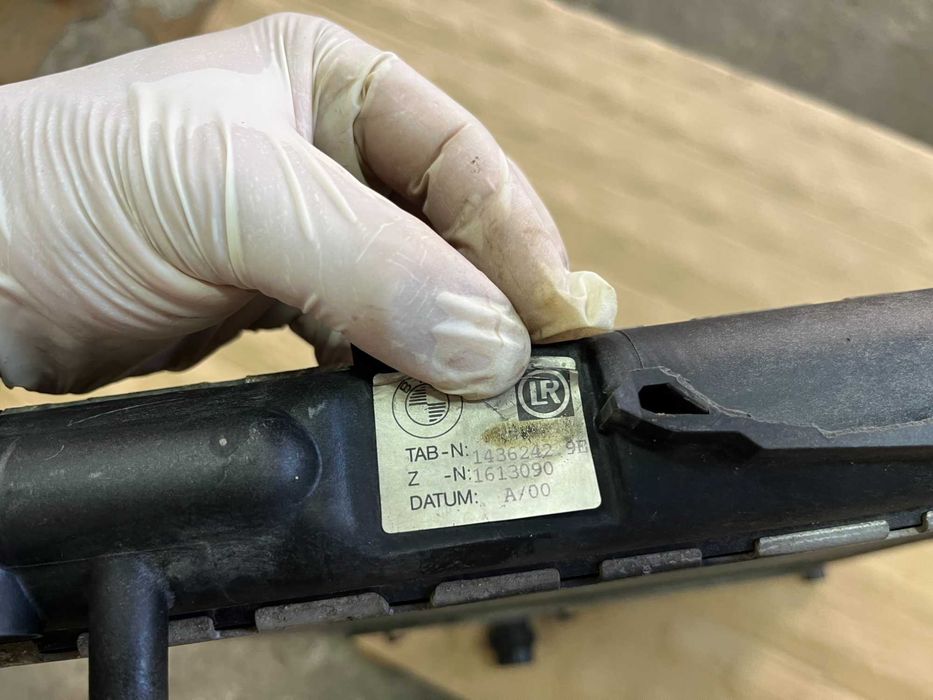 LR
TAB-N: 1436242.9E
Z -N: 1613090
DATUM: A/00